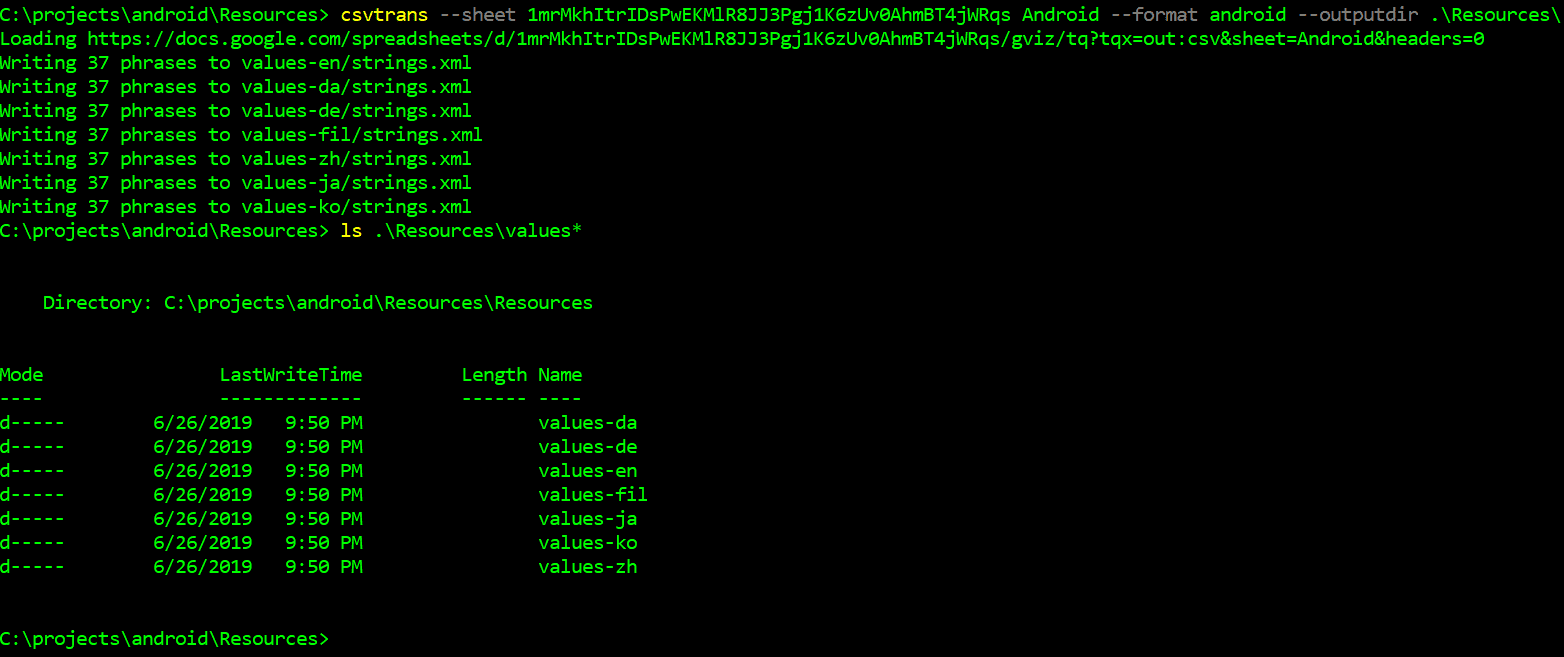 C:\projects\android\Resources> csvtrans --sheet 1mrMkhItrIDsPwEKMlR8JJ3Pgj1K6zUv0AhmBT4jWRqs Android --format android --outputdir .\Resources\
Loading https://docs.google.com/spreadsheets/d/1mrMkhItrIDsPwEKMlR8JJ3Pgj1K6zUv0AhmBT4jWRqs/gviz/tq?tqx=out:csv&sheet=Android&headers=0
Writing 37 phrases to values-en/strings.xml
Writing 37 phrases to values-da/strings.xml
Writing 37 phrases to values-de/strings.xml
Writing 37 phrases to values-fil/strings.xml
Writing 37 phrases to values-zh/strings.xml
Writing 37 phrases to values-ja/strings.xml
Writing 37 phrases to values-ko/strings.xml
C:\projects\android\Resources> ls .\Resources\values*
Directory: C:\projects\android\Resources\Resources
Mode LastWriteTime Length Name
---- ------------- ------ ----
d----- 6/26/2019 9:50 PM values-da
d----- 6/26/2019 9:50 PM values-de
d----- 6/26/2019 9:50 PM values-en
d----- 6/26/2019 9:50 PM values-fil
d----- 6/26/2019 9:50 PM values-ja
d----- 6/26/2019 9:50 PM values-ko
d----- 6/26/2019 9:50 PM values-zh
C:\projects\android\Resources>